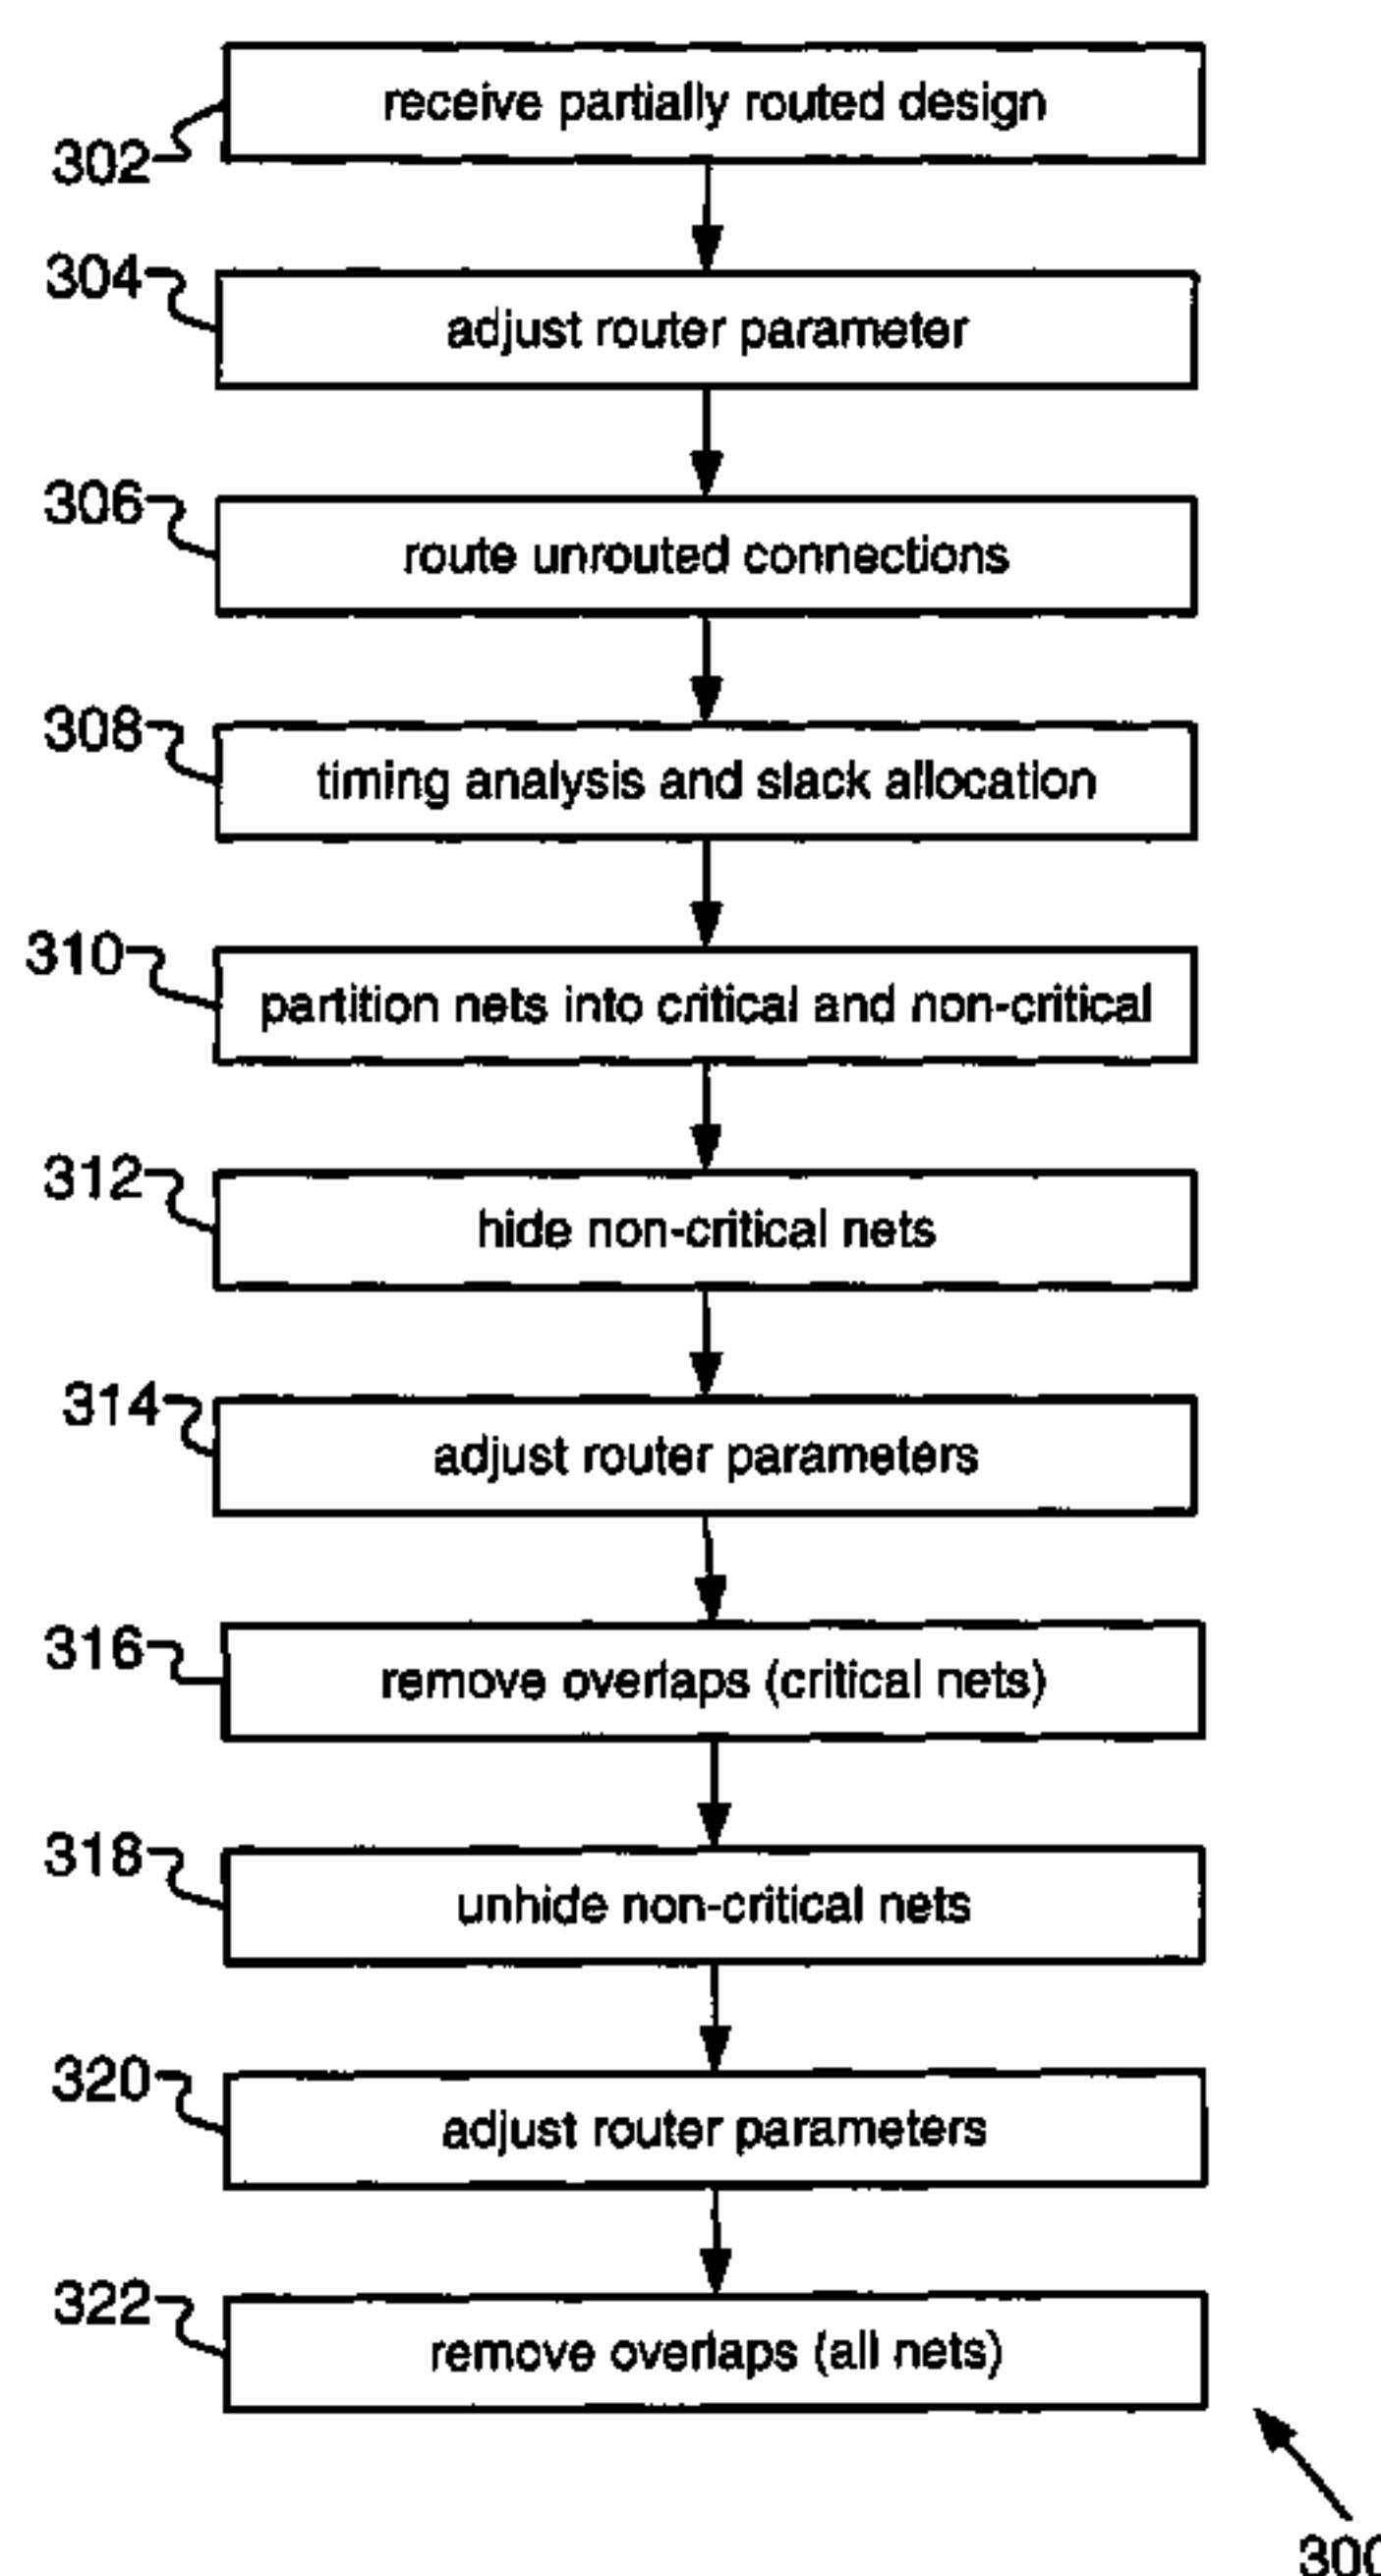 receive partially routed design
302
304
adjust router parameter
306
route unrouted connections
308
timing analysis and slack allocation
310
partition nets into critical and non-critical
312
hide non-critical nets
314
adjust router parameters
316
remove overlaps (critical nets)
318
unhide non-critical nets
320
adjust router parameters
322
remove overlaps (all nets)
300